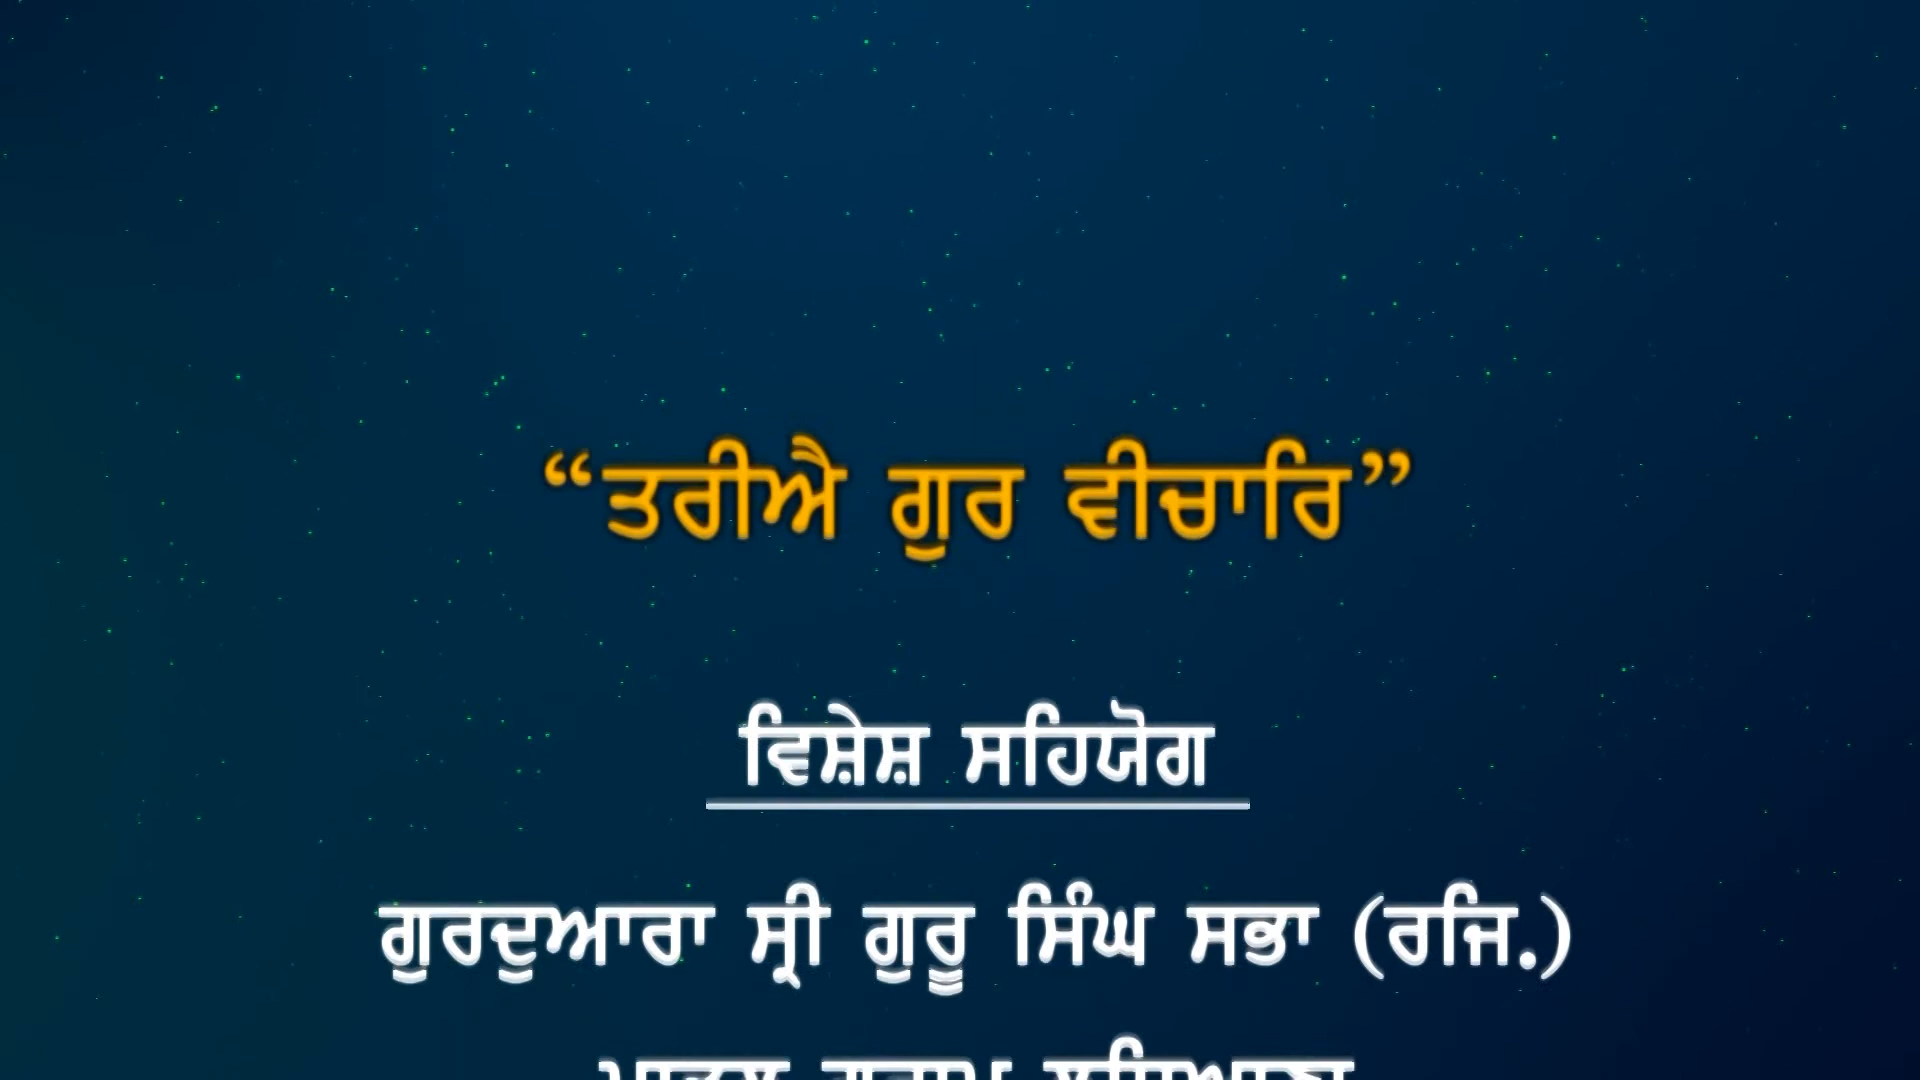 “ਤਰੀਐ ਗੁਰ ਵੀਚਾਰਿ”
ਵਿਸ਼ੇਸ਼ ਸਹਿਯੋਗ
ਗੁਰਦੁਆਰਾ ਸ੍ਰੀ ਗੁਰੂ ਸਿੰਘ ਸਭਾ (ਰਜਿ.)